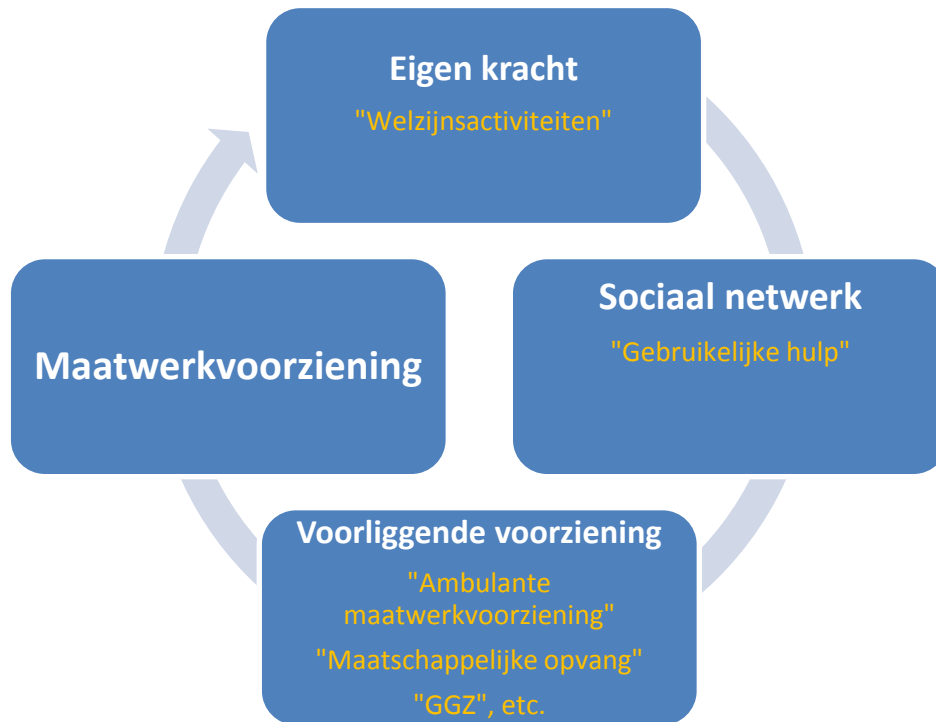 Eigen kracht
"Welzijnsactiviteiten"
Sociaal netwerk
"Gebruikelijke hulp"
Voorliggende voorziening
"Ambulante
maatwerkvoorziening"
"Maatschappelijke opvang"
"GGZ", etc.
Maatwerkvoorziening